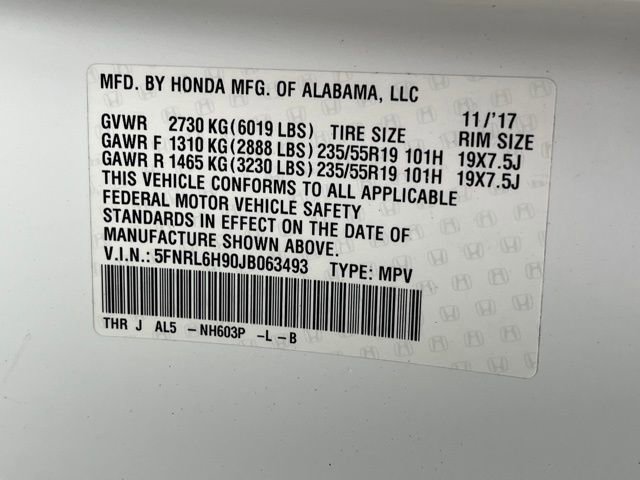 MFD. BY HONDA MFG. OF ALABAMA, LLC
11/'17
GVWR 2730 KG(6019 LBS) TIRE SIZE RIM SIZE
GAWR F 1310 KG(2888 LBS) 235/55R19 101H 19X7.5J
GAWR R 1465 KG(3230 LBS) 235/55R19 101H 19X7.5J
THIS VEHICLE CONFORMS TO ALL APPLICABLE
FEDERAL MOTOR VEHICLE SAFETY
STANDARDS IN EFFECT ON THE DATE OF
MANUFACTURE SHOWN ABOVE.
V.I.N.: 5FNRL6H90JB063493 TYPE: MPV
THR J AL5 -NH603P -L-B